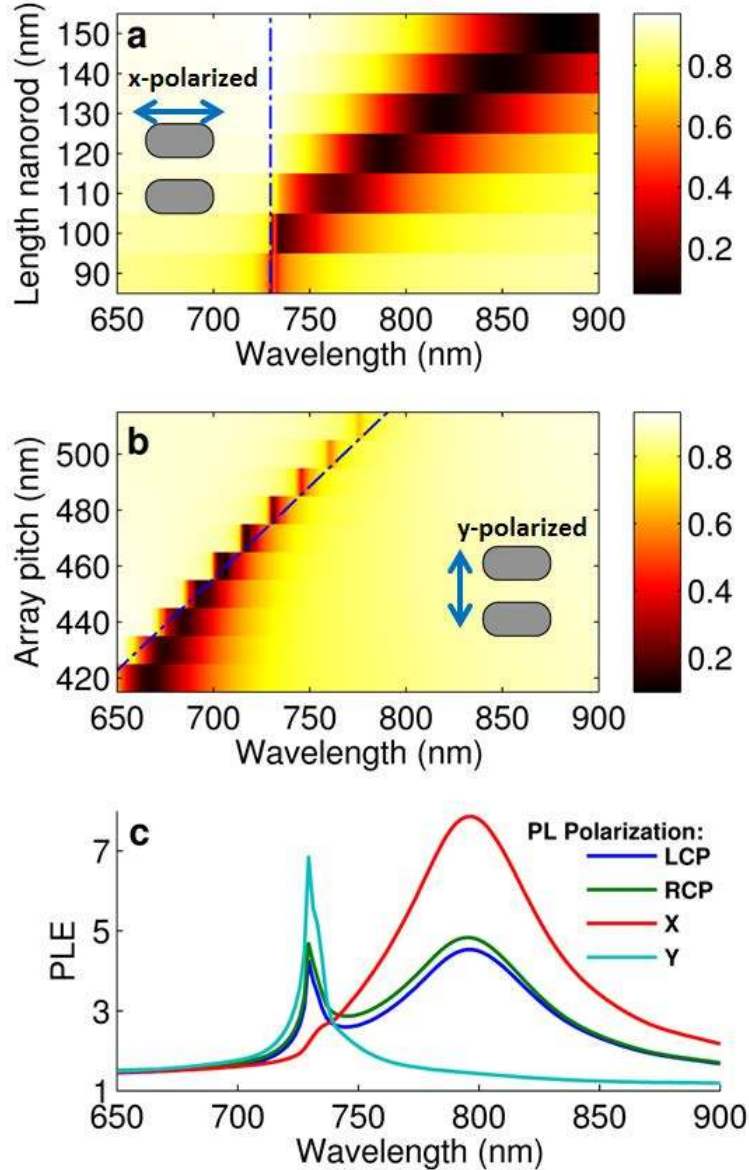 a
x-polarized
Length nanorod (nm)
150
140
130
120
110
100
90
650 700 750 800 850 900
Wavelength (nm)
0.8
0.6
0.4
0.2
b
y-polarized
Array pitch (nm)
500
480
460
440
420
650 700 750 800 850 900
Wavelength (nm)
0.8
0.6
0.4
0.2
c
PL Polarization:
LCP
RCP
X
Y
PLE
7
5
3
1
650 700 750 800 850 900
Wavelength (nm)